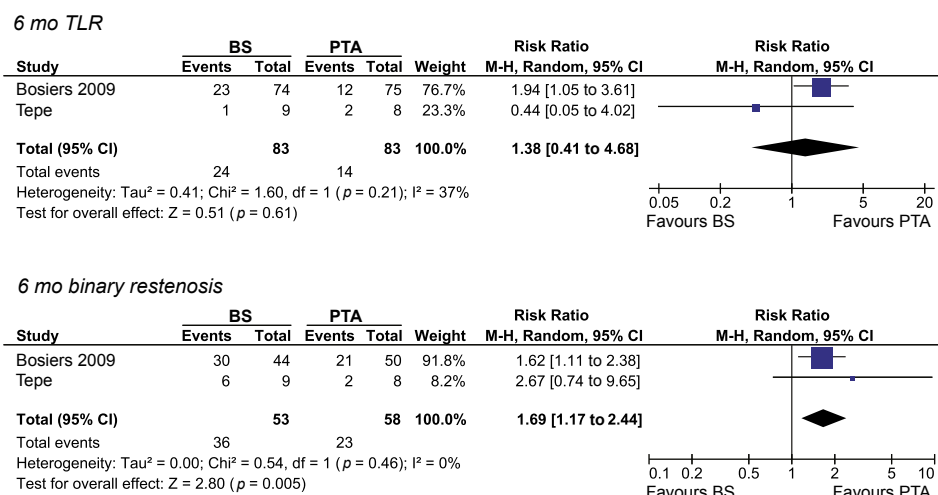 6 mo TLR
BS PTA Risk Ratio Risk Ratio
Study Events Total Events Total Weight M-H, Random, 95% CI M-H, Random, 95% CI
Bosiers 2009 23 74 12 75 76.7% 1.94 [1.05 to 3.61]
Tepe 1 9 2 8 23.3% 0.44 [0.05 to 4.02]
Total (95% CI) 83 83 100.0% 1.38 [0.41 to 4.68]
Total events 24 14
Heterogeneity: Tau² = 0.41; Chi² = 1.60, df = 1 (p = 0.21); I² = 37%
Test for overall effect: Z = 0.51 (p = 0.61)
0.05 0.2 1 5 20
Favours BS Favours PTA
6 mo binary restenosis
BS PTA Risk Ratio Risk Ratio
Study Events Total Events Total Weight M-H, Random, 95% CI M-H, Random, 95% CI
Bosiers 2009 30 44 21 50 91.8% 1.62 [1.11 to 2.38]
Tepe 6 9 2 8 8.2% 2.67 [0.74 to 9.65]
Total (95% CI) 53 58 100.0% 1.69 [1.17 to 2.44]
Total events 36 23
Heterogeneity: Tau² = 0.00; Chi² = 0.54, df = 1 (p = 0.46); I² = 0%
Test for overall effect: Z = 2.80 (p = 0.005)
0.1 0.2 0.5 1 2 5 10
Favours BS Favours PTA